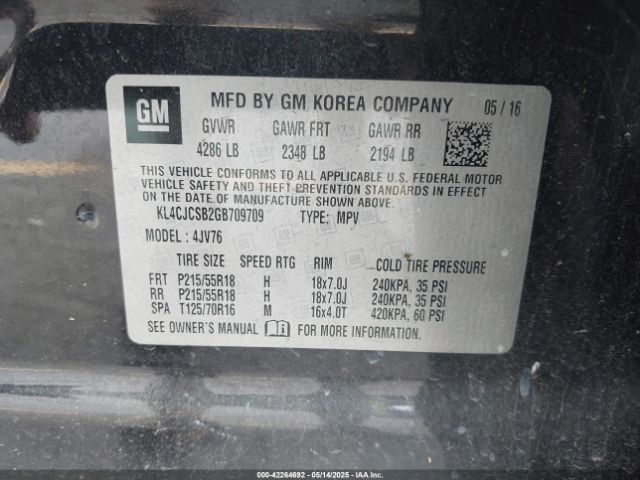 GM
MFD BY GM KOREA COMPANY 05 / 16
GVWR GAWR FRT GAWR RR
4286 LB 2348 LB 2194 LB
THIS VEHICLE CONFORMS TO ALL APPLICABLE U.S. FEDERAL MOTOR
VEHICLE SAFETY AND THEFT PREVENTION STANDARDS IN EFFECT
ON THE DATE OF MANUFACTURE SHOWN ABOVE.
KL4CJCSB2GB709709 TYPE: MPV
MODEL : 4JV76
TIRE SIZE SPEED RTG RIM COLD TIRE PRESSURE
FRT P215/55R18 H 18x7.0J 240KPA, 35 PSI
RR P215/55R18 H 18x7.0J 240KPA, 35 PSI
SPA T125/70R16 M 16x4.0T 420KPA, 60 PSI
SEE OWNER'S MANUAL i FOR MORE INFORMATION.
000-42264692 - 05/14/2025 - IAAI, Inc.